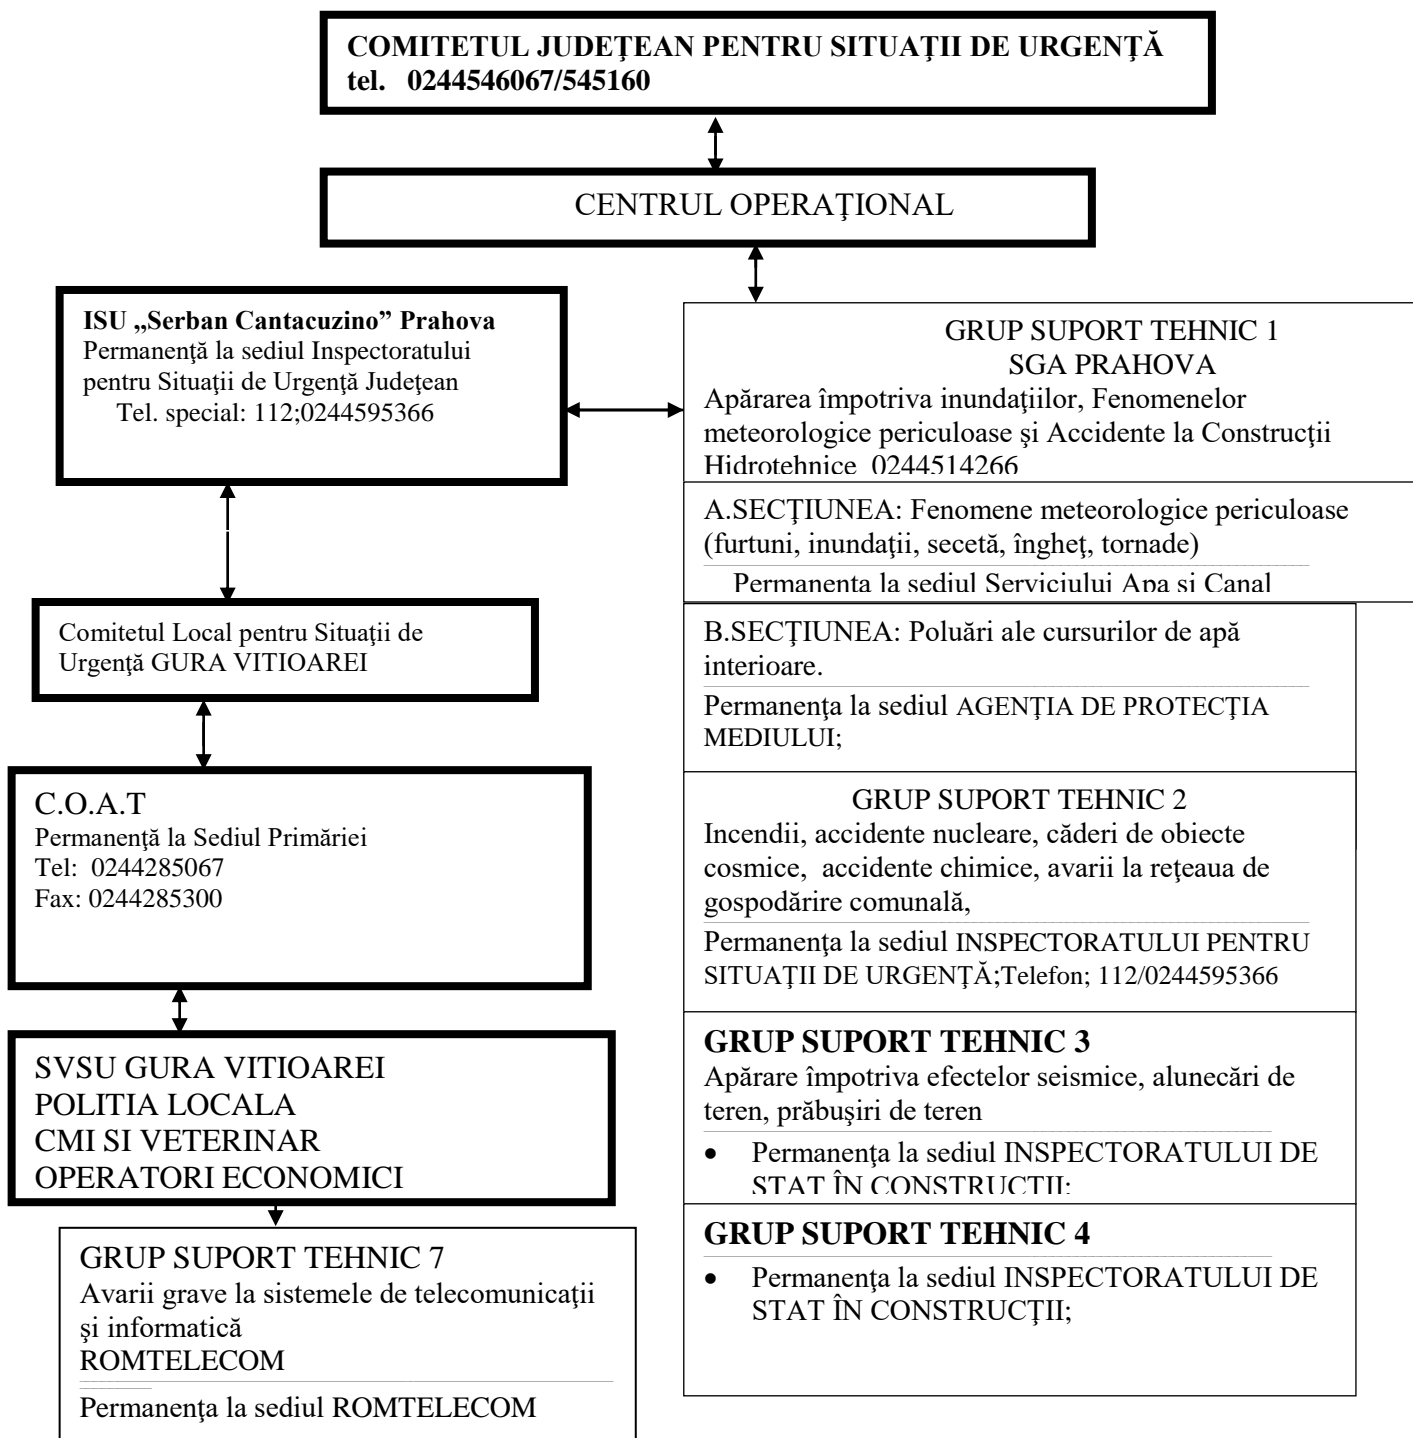 COMITETUL JUDEŢEAN PENTRU SITUAŢII DE URGENŢĂ
tel. 0244546067/545160
CENTRUL OPERAŢIONAL
ISU „Serban Cantacuzino” Prahova
Permanenţă la sediul Inspectoratului
pentru Situaţii de Urgenţă Judeţean
Tel. special: 112;0244595366
GRUP SUPORT TEHNIC 1
SGA PRAHOVA
Apărarea împotriva inundaţiilor, Fenomenelor
meteorologice periculoase şi Accidente la Construcţii
Hidrotehnice 0244514266
A.SECŢIUNEA: Fenomene meteorologice periculoase
(furtuni, inundaţii, secetă, îngheţ, tornade)
Permanenta la sediul Serviciului Apa si Canal
Comitetul Local pentru Situaţii de
Urgenţă GURA VITIOAREI
B.SECŢIUNEA: Poluări ale cursurilor de apă
interioare.
Permanenţa la sediul AGENŢIA DE PROTECŢIA
MEDIULUI;
C.O.A.T
Permanenţă la Sediul Primăriei
Tel: 0244285067
Fax: 0244285300
GRUP SUPORT TEHNIC 2
Incendii, accidente nucleare, căderi de obiecte
cosmice, accidente chimice, avarii la reţeaua de
gospodărire comunală,
Permanenţa la sediul INSPECTORATULUI PENTRU
SITUAŢII DE URGENŢĂ;Telefon; 112/0244595366
SVSU GURA VITIOAREI
POLITIA LOCALA
CMI SI VETERINAR
OPERATORI ECONOMICI
GRUP SUPORT TEHNIC 3
Apărare împotriva efectelor seismice, alunecări de
teren, prăbuşiri de teren
• Permanenţa la sediul INSPECTORATULUI DE
STAT ÎN CONSTRUCŢII;
GRUP SUPORT TEHNIC 4
• Permanenţa la sediul INSPECTORATULUI DE
STAT ÎN CONSTRUCŢII;
GRUP SUPORT TEHNIC 7
Avarii grave la sistemele de telecomunicaţii
şi informatică
ROMTELECOM
Permanenţa la sediul ROMTELECOM